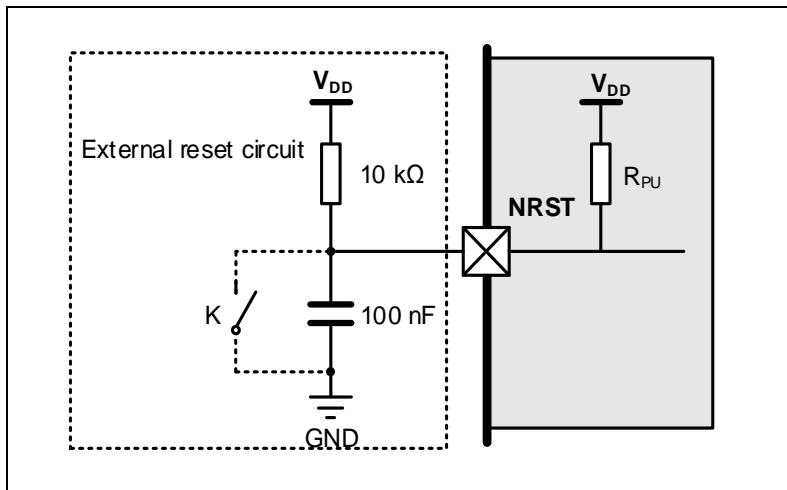 V_DD
V_DD
External reset circuit
10 kΩ
R_PU
NRST
K
100 nF
GND